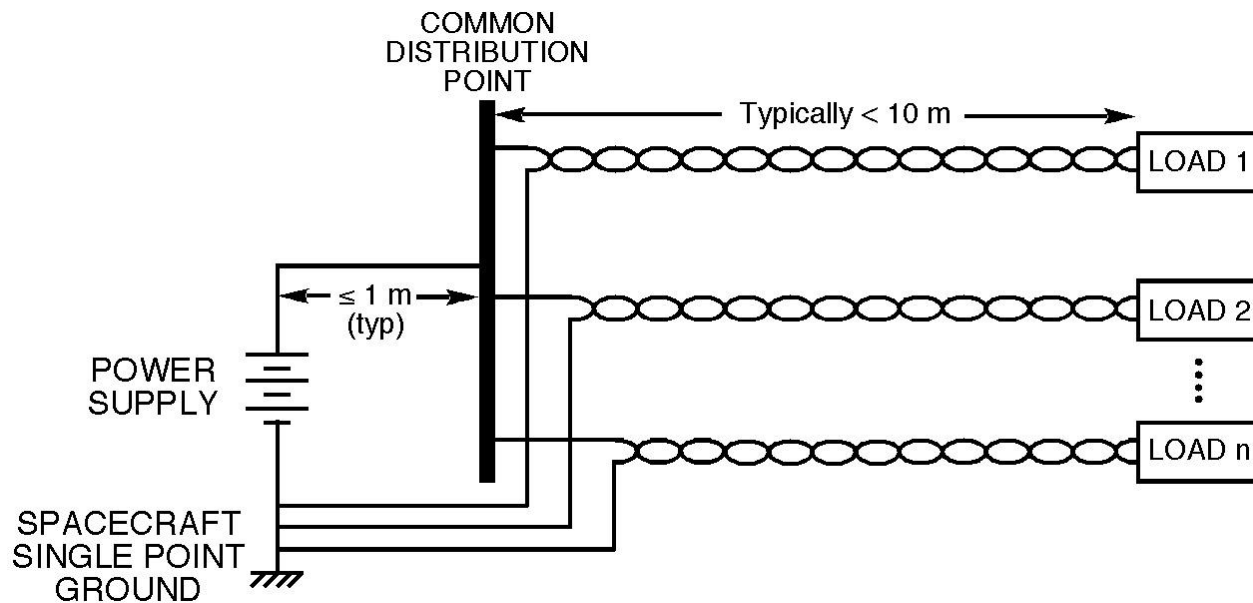 COMMON
DISTRIBUTION
POINT
Typically < 10 m
LOAD 1
≤ 1 m
(typ)
LOAD 2
POWER
SUPPLY
LOAD n
SPACECRAFT
SINGLE POINT
GROUND